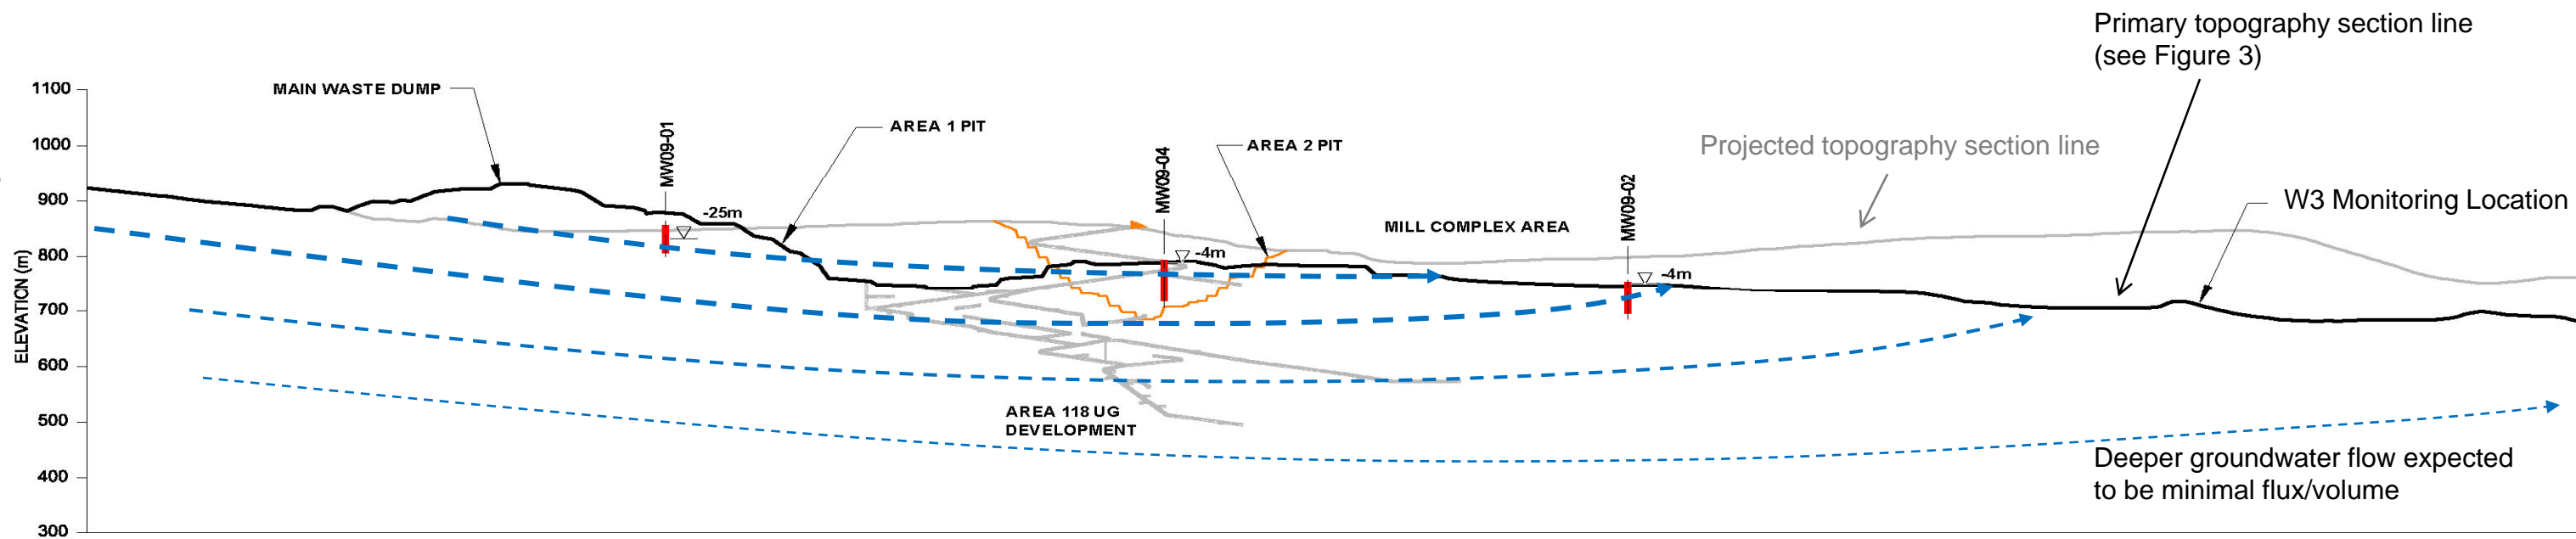 Primary topography section line
(see Figure 3)
1100
MAIN WASTE DUMP
1000
MW09-01
AREA 1 PIT
MW09-04
AREA 2 PIT
Projected topography section line
MW09-02
900
-25m
MILL COMPLEX AREA
W3 Monitoring Location
800
-4m
-4m
700
ELEVATION (m)
600
500
AREA 118 UG
DEVELOPMENT
400
Deeper groundwater flow expected
to be minimal flux/volume
300